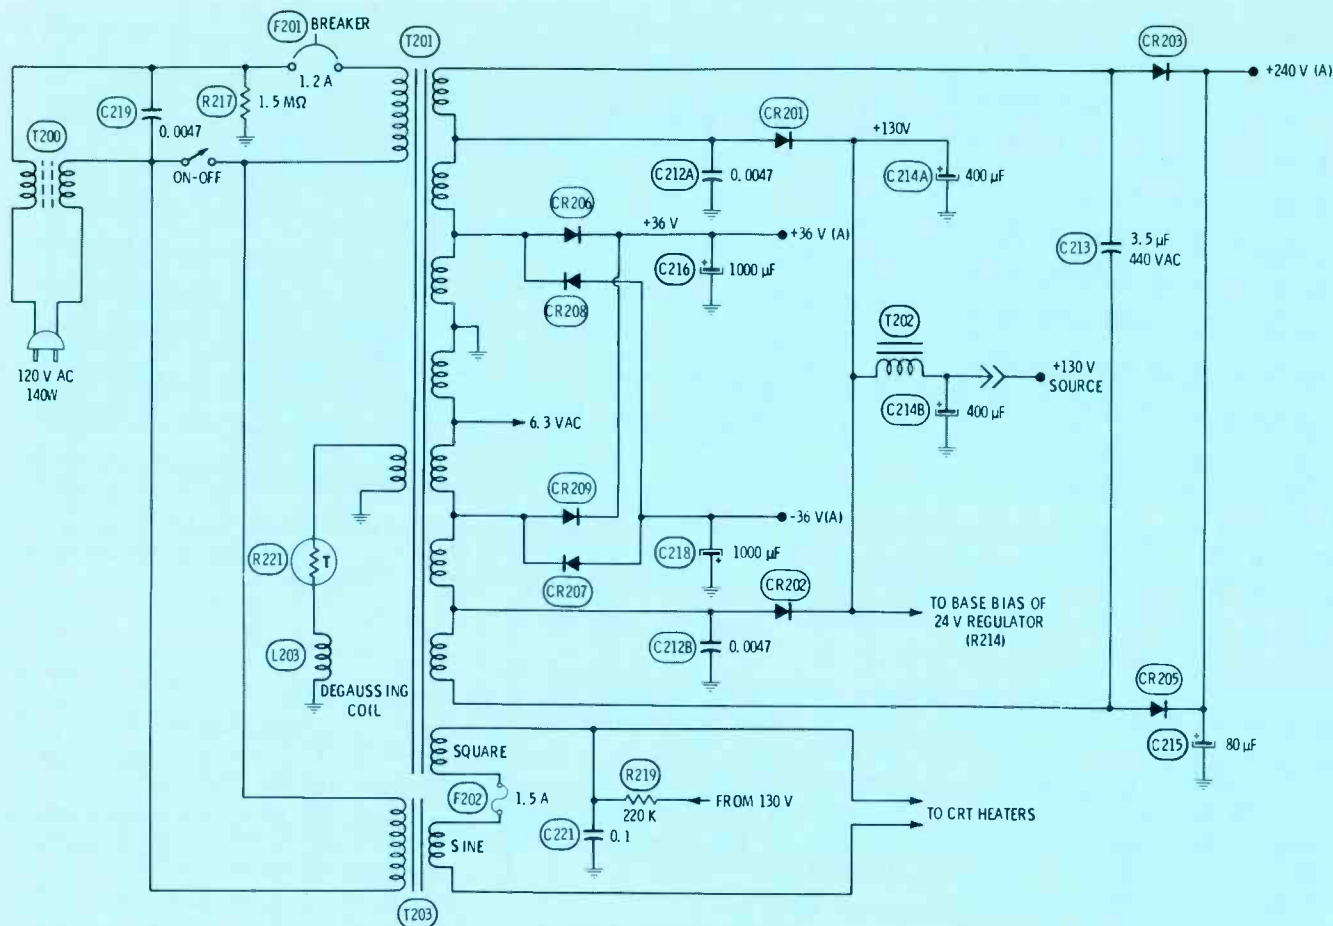 F201 BREAKER
1.2 A
T201
CR203
+240 V (A)
C219
0.0047
R217
1.5 MΩ
T200
ON-OFF
CR201
+130V
C212A
0.0047
C214A
+
400 µF
CR206
+36 V
+36 V (A)
C216
+
1000 µF
C213
3.5 µF
440 VAC
CR208
T202
+130 V
SOURCE
120 V AC
140W
C214B
+
400 µF
6.3 VAC
CR209
-36 V(A)
R221
T
C218
+
1000 µF
CR207
CR202
TO BASE BIAS OF
24 V REGULATOR
(R214)
C212B
0.0047
L203
DEGAUSSING
COIL
CR205
C215
+
80 µF
SQUARE
F202
1.5 A
R219
220 K
FROM 130 V
TO CRT HEATERS
C221
0.1
SINE
T203